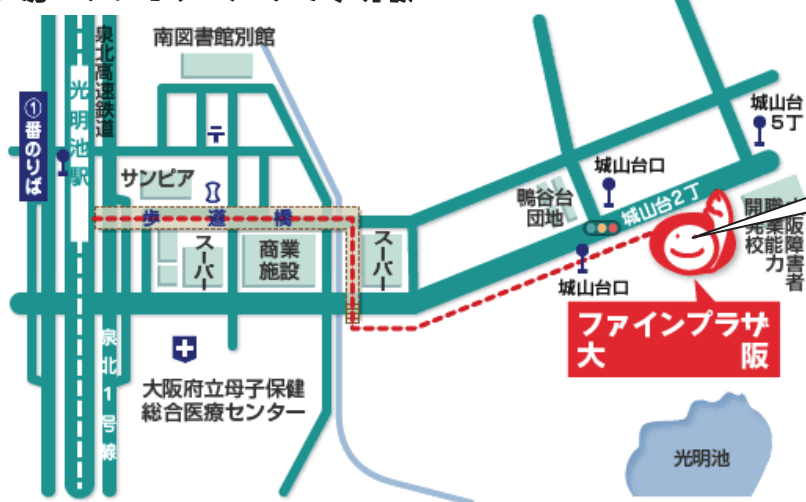 南図書館別館
泉北高速鉄道
光明池駅
①番のりば
サンピア
歩道橋
スーパー
商業
施設
スーパー
鴨谷台
団地
城山台口
城山台2丁
城山台
5丁
城山台口
大阪障害者
職業能力
開発校
ファインプラザ
大阪
泉北1号線
大阪府立母子保健
総合医療センター
光明池